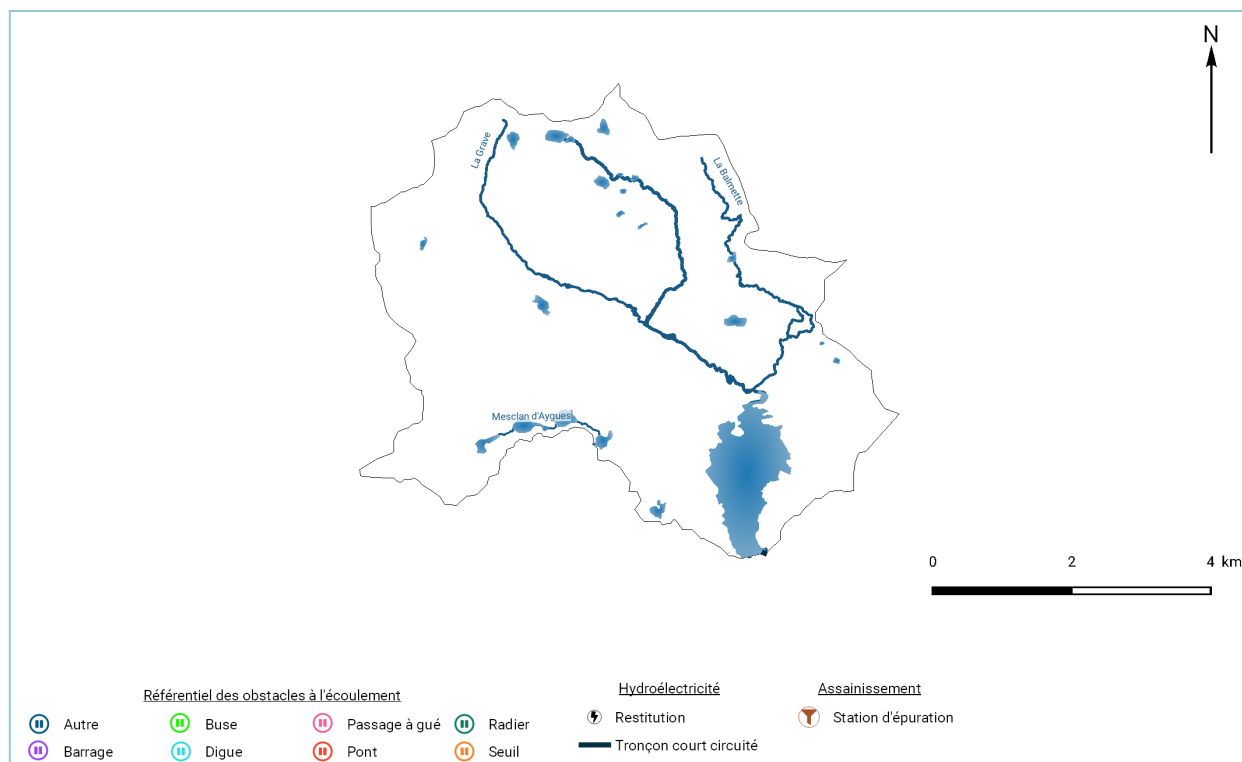 N
La Grave
La Balmette
Mesclan d'Aygues
0 2 4 km
Référentiel des obstacles à l'écoulement
Hydroélectricité
Assainissement
Autre
Buse
Passage à gué
Radier
Restitution
Station d'épuration
Barrage
Digue
Pont
Seuil
Tronçon court circuité